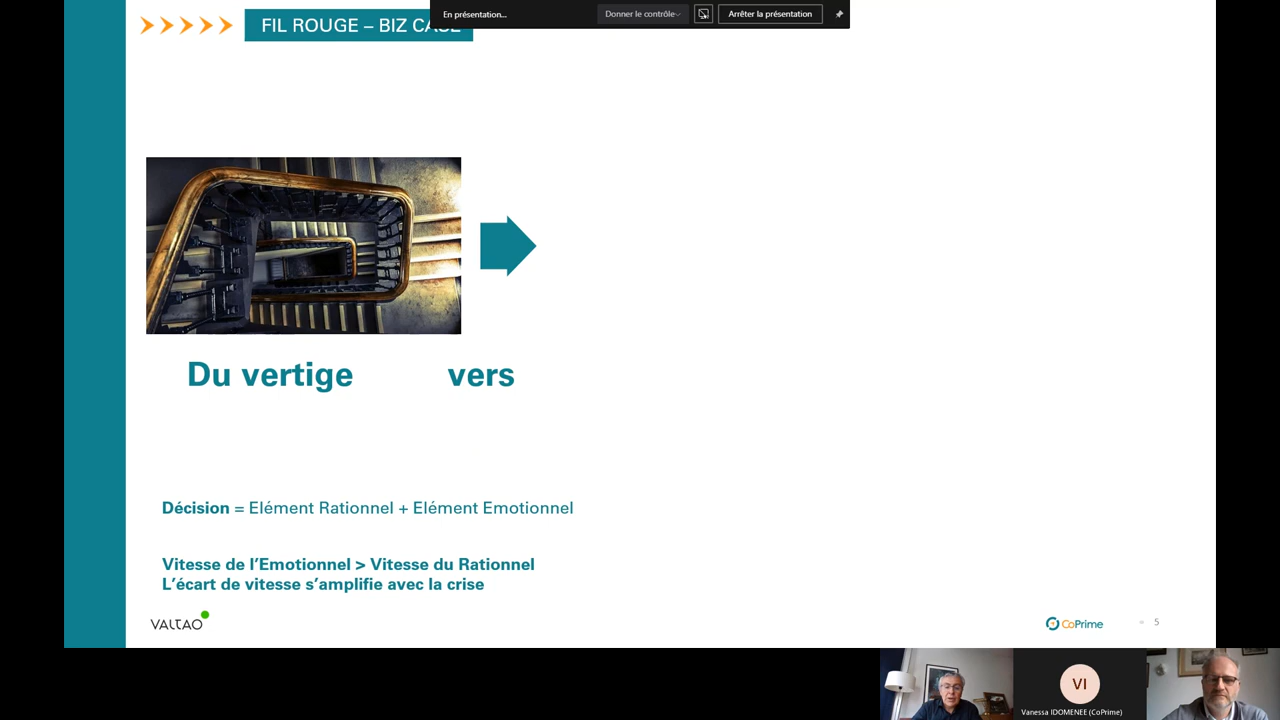 En présentation...
Donner le contrôle
Arrêter la présentation
FIL ROUGE – BIZ CASE
Du vertige vers
Décision = Elément Rationnel + Elément Emotionnel
Vitesse de l'Emotionnel > Vitesse du Rationnel
L'écart de vitesse s'amplifie avec la crise
VALTAO
CoPrime
5
VI
Vanessa IDOMENEE (CoPrime)